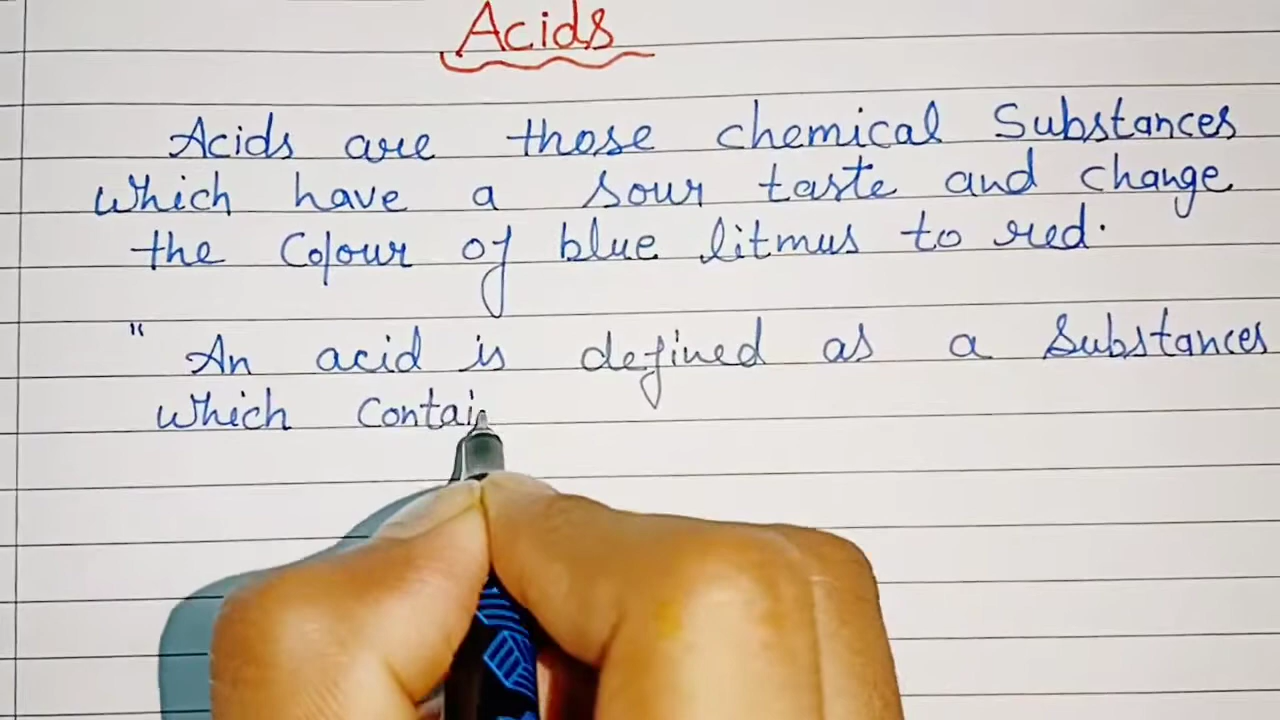 Acids
Acids are those chemical Substances
which have a sour taste and change
the Colour of blue litmus to red.
" An acid is defined as a Substances
which Contai